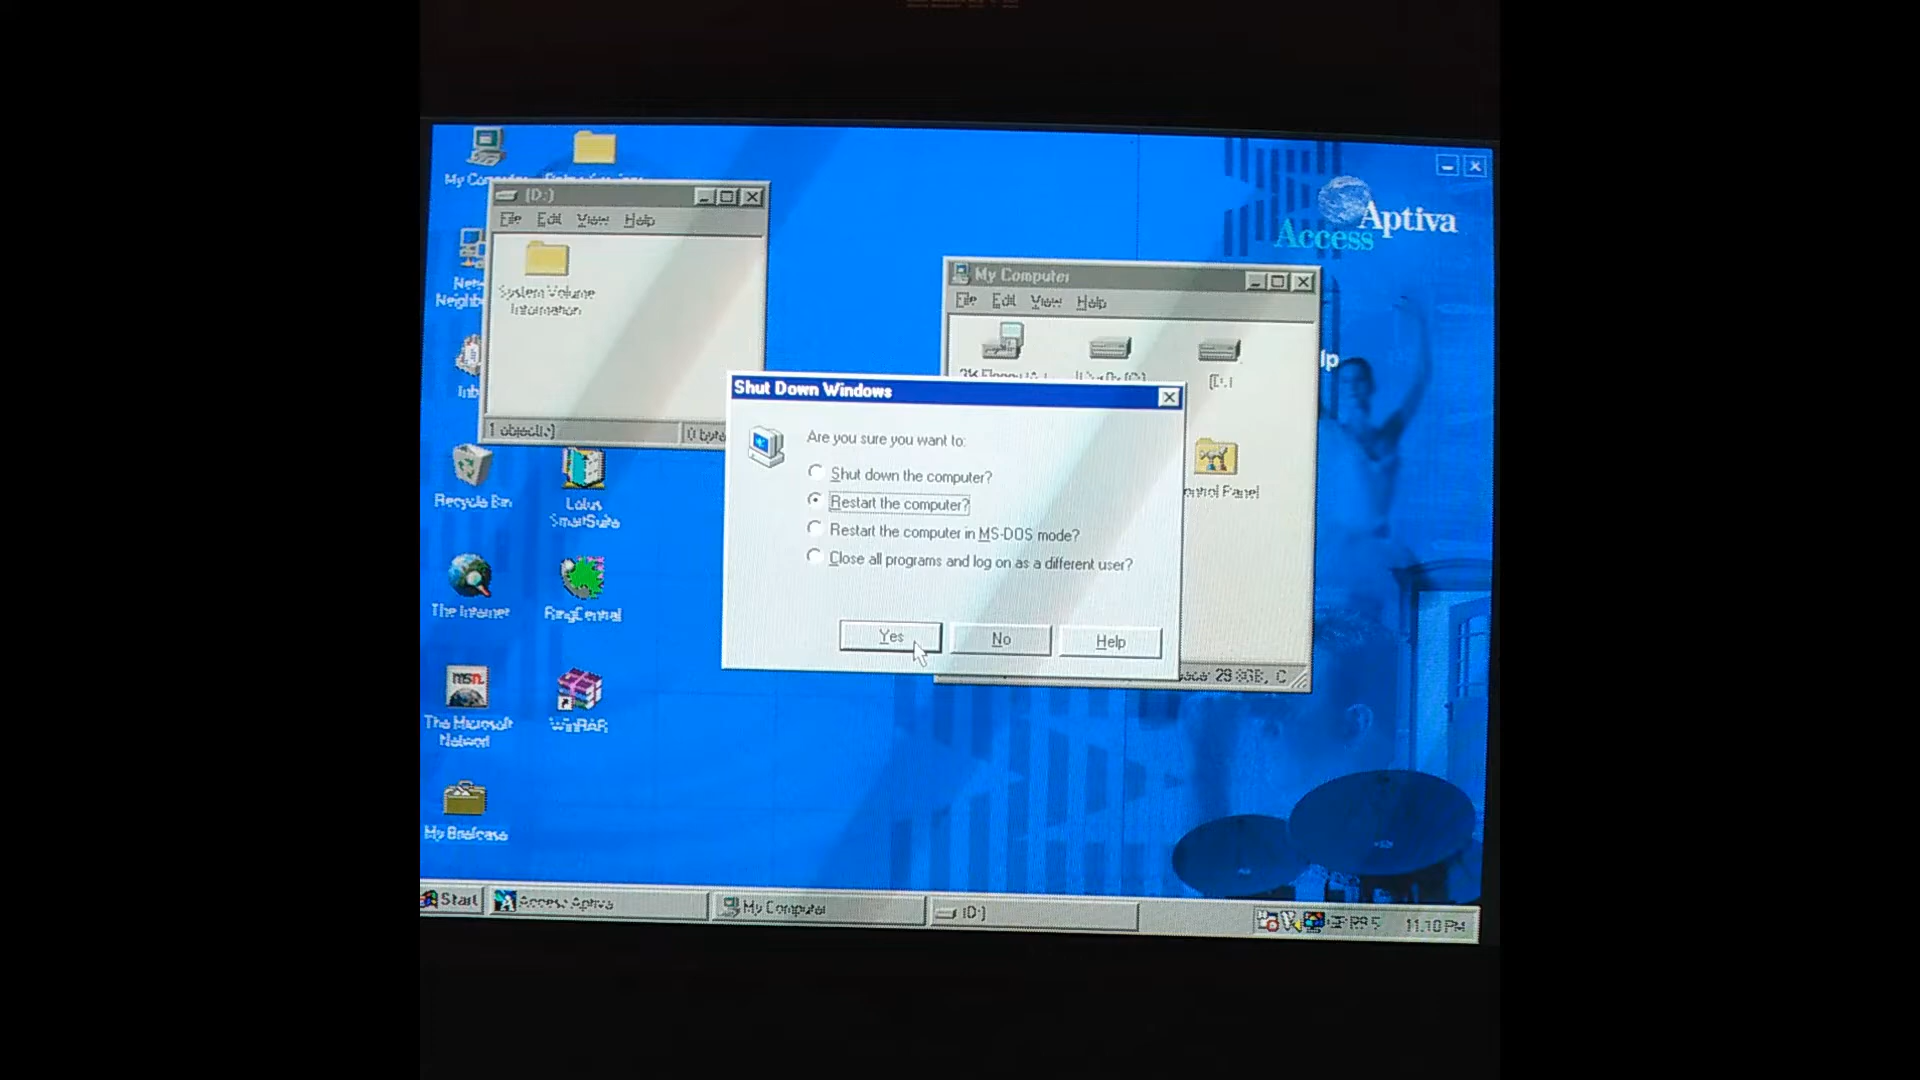 My Computer
(D:)
File Edit View Help
System Volume
Information
1 object(s)
0 byte
Access Aptiva
My Computer
File Edit View Help
(D:)
Control Panel
lp
Recycle Bin
Lotus
SmartSuite
The Internet
RingCentral
msn
The Microsoft
Network
WinRAR
My Briefcase
Shut Down Windows
Are you sure you want to:
Shut down the computer?
Restart the computer?
Restart the computer in MS-DOS mode?
Close all programs and log on as a different user?
Yes
No
Help
Start
Access Aptiva
My Computer
(D:)
11:10 PM